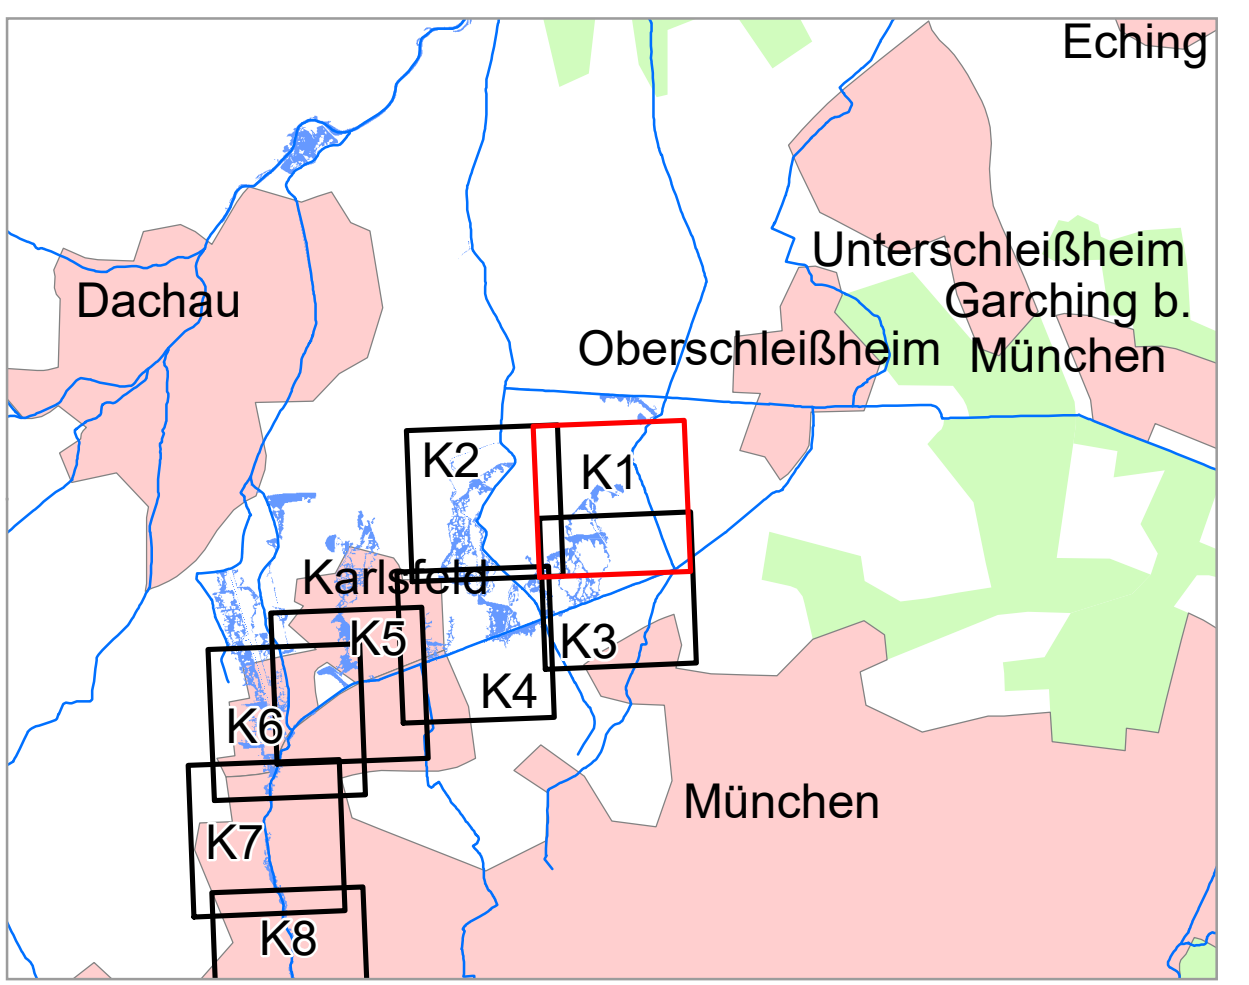 Eching
Unterschleißheim
Dachau
Garching b.
München
Oberschleißheim
K2
K1
Karlsfeld
K5
K3
K4
K6
München
K7
K8